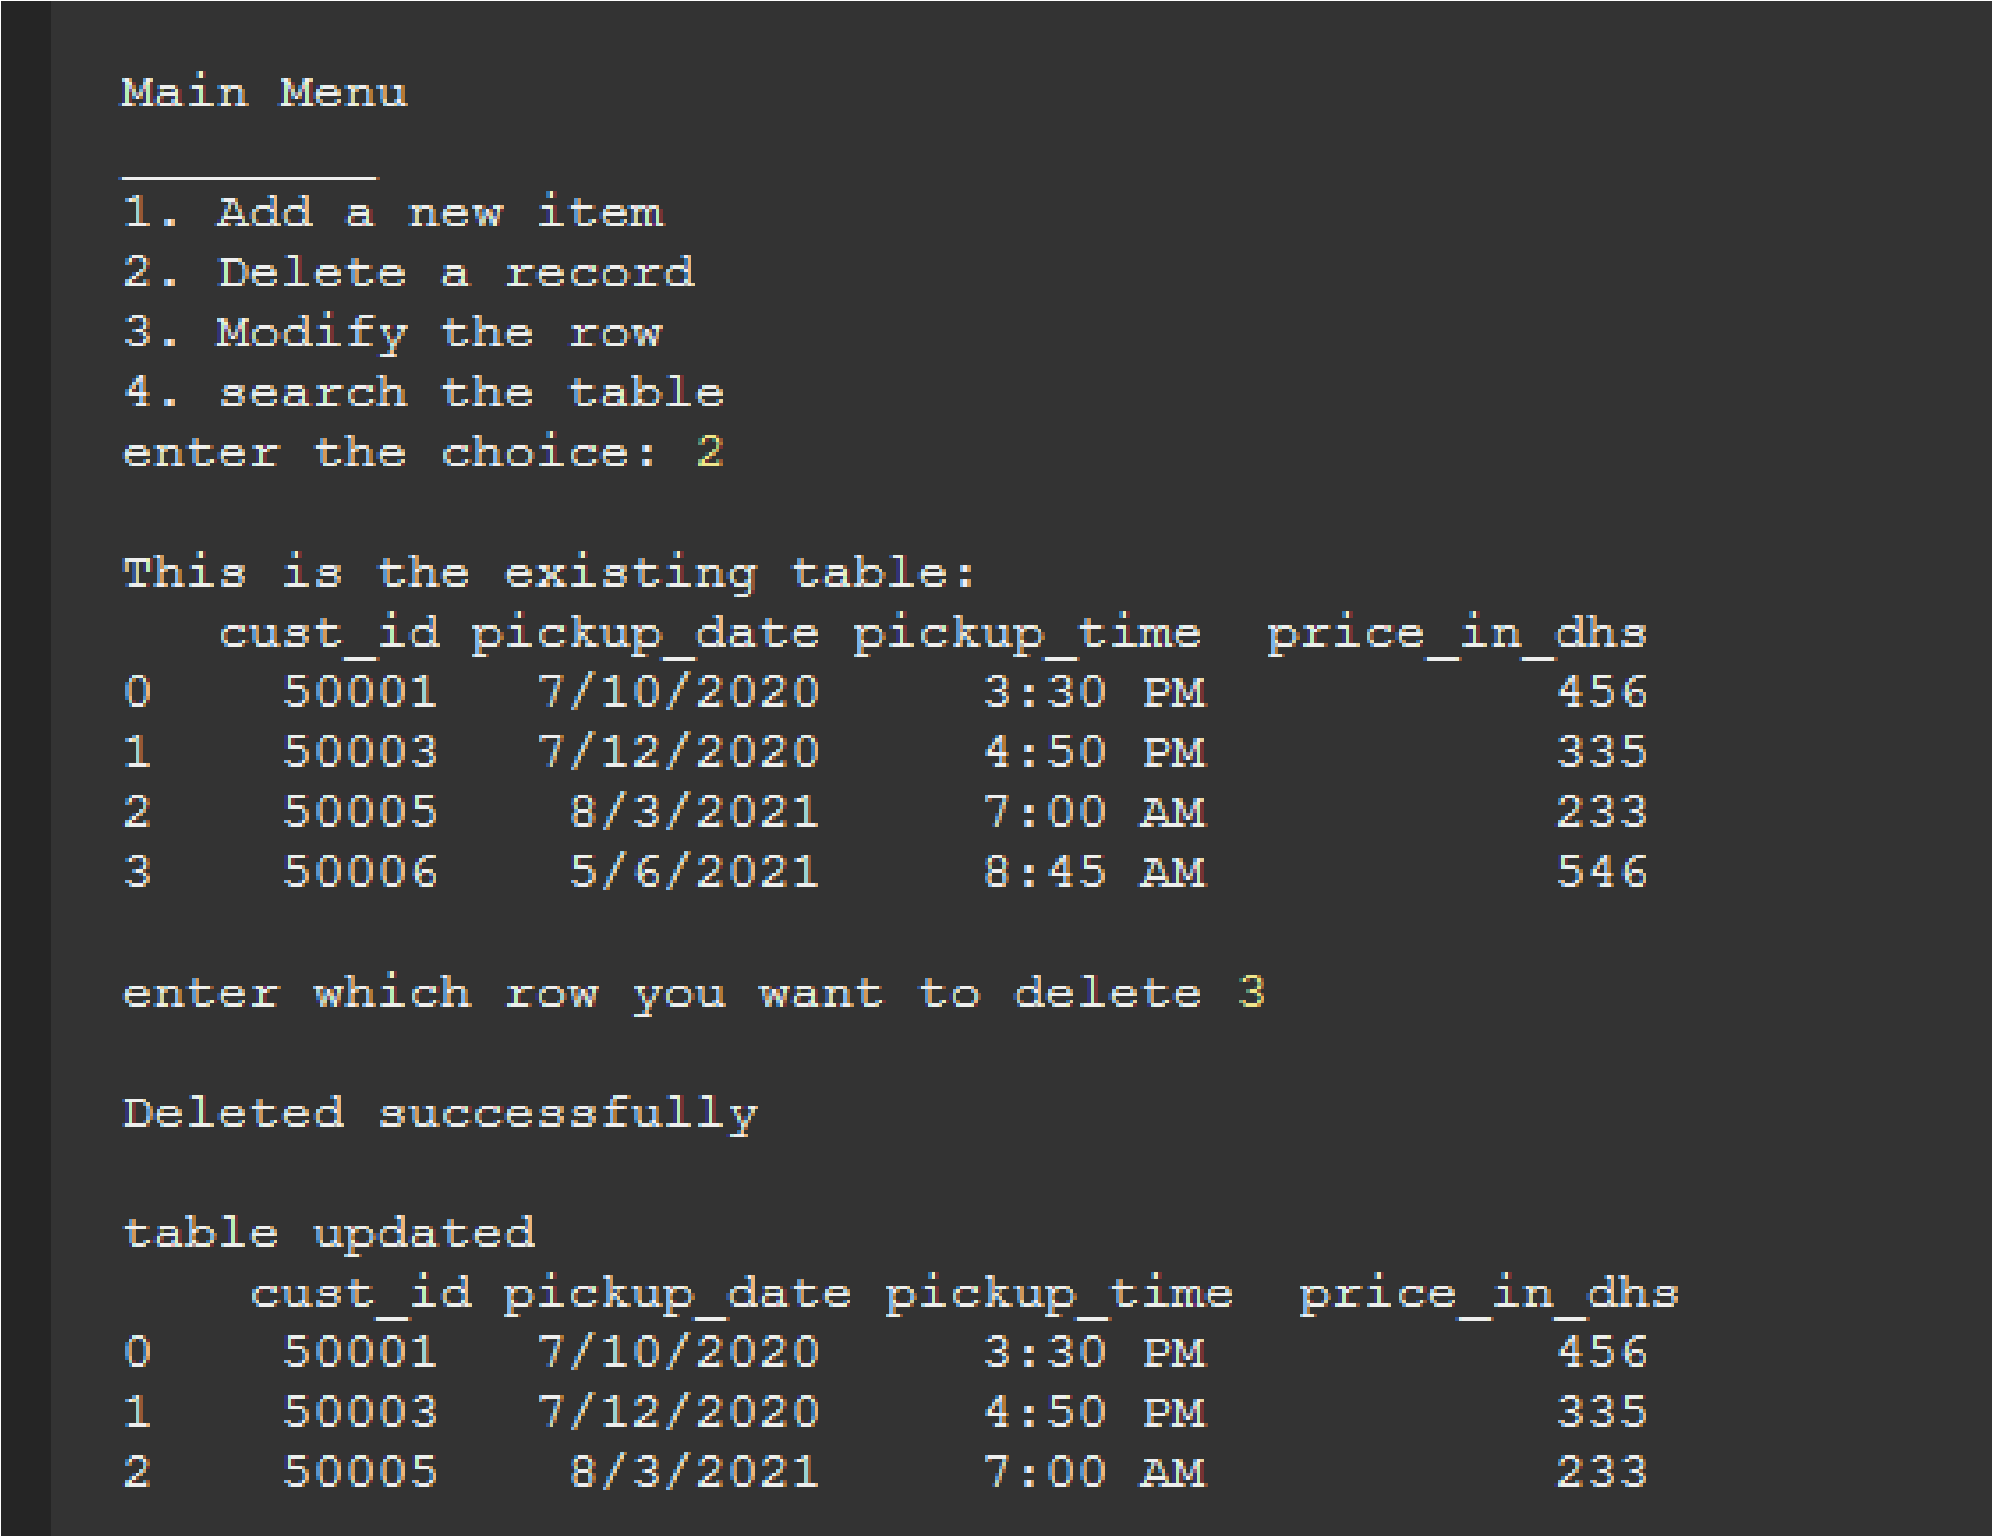 Main Menu
________
1. Add a new item
2. Delete a record
3. Modify the row
4. search the table
enter the choice: 2
This is the existing table:
cust_id pickup_date pickup_time  price_in_dhs
0    50001   7/10/2020     3:30 PM           456
1    50003   7/12/2020     4:50 PM           335
2    50005    8/3/2021     7:00 AM           233
3    50006    5/6/2021     8:45 AM           546
enter which row you want to delete 3
Deleted successfully
table updated
cust_id pickup_date pickup_time  price_in_dhs
0    50001   7/10/2020     3:30 PM           456
1    50003   7/12/2020     4:50 PM           335
2    50005    8/3/2021     7:00 AM           233